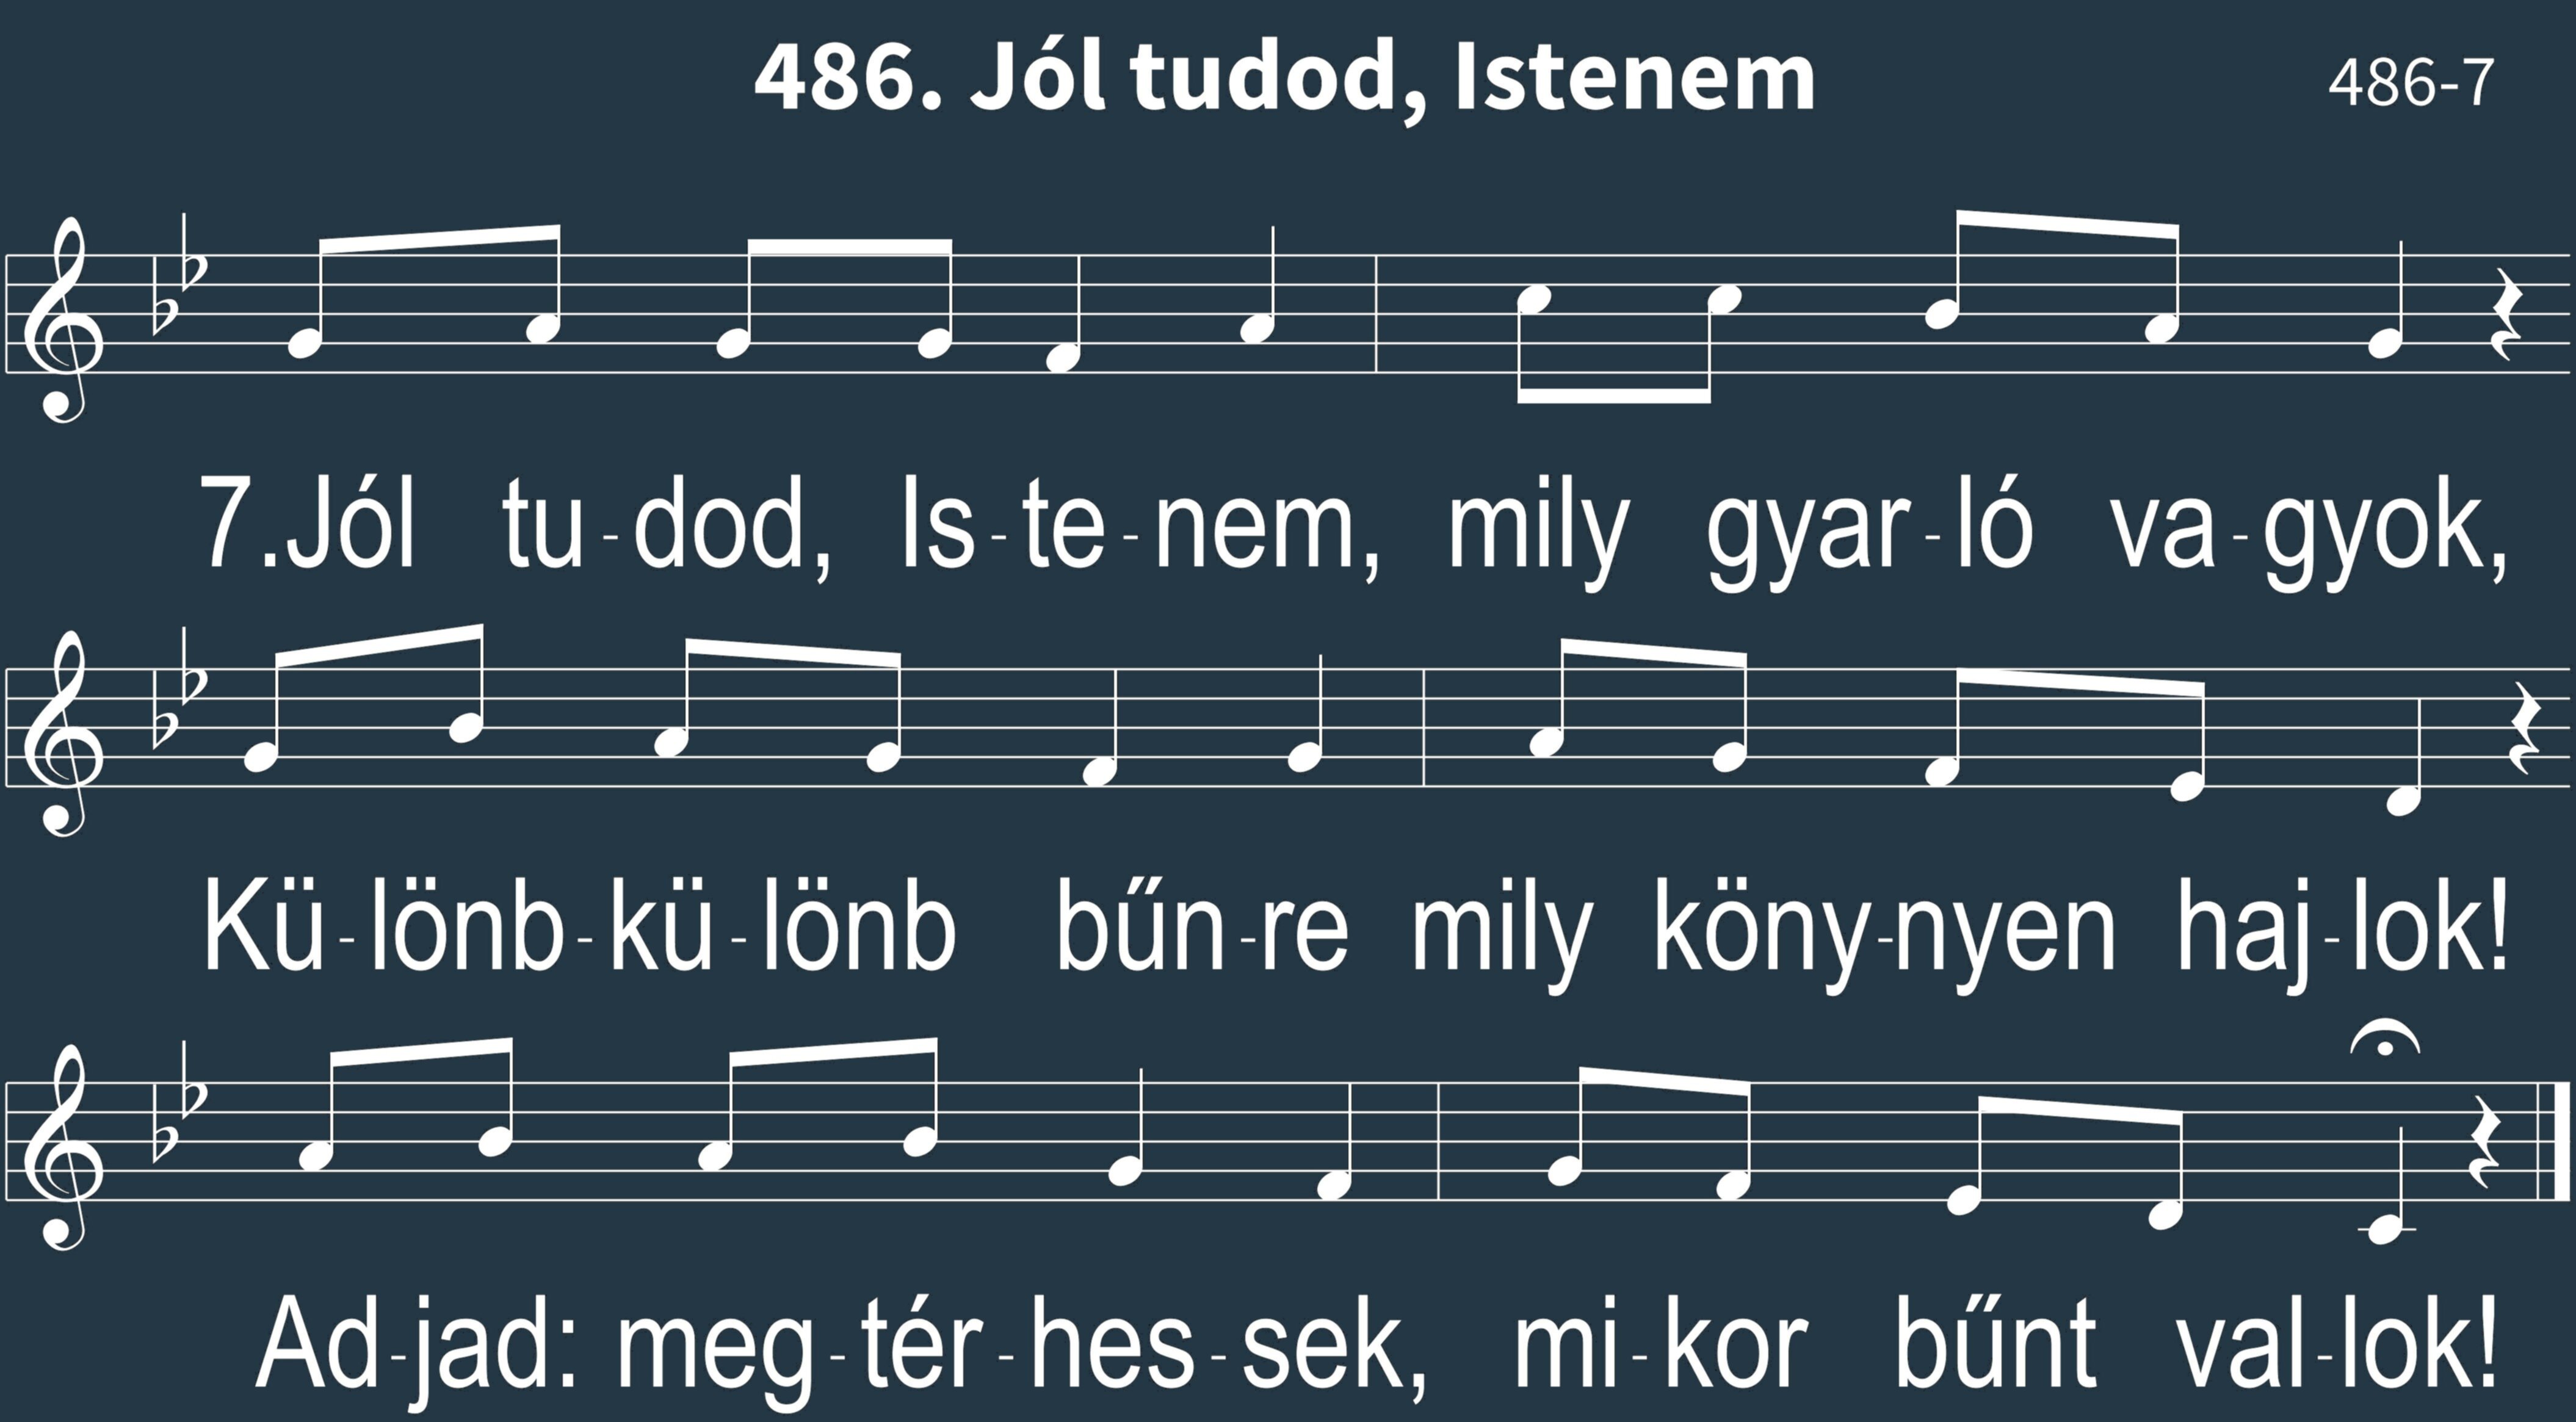 486. Jól tudod, Istenem
486-7
7.Jól tu-dod, Is-te-nem, mily gyar-ló va-gyok,
Kü-lönb-kü-lönb bűn-re mily köny-nyen haj-lok!
Ad-jad: meg-tér-hes-sek, mi-kor bűnt val-lok!